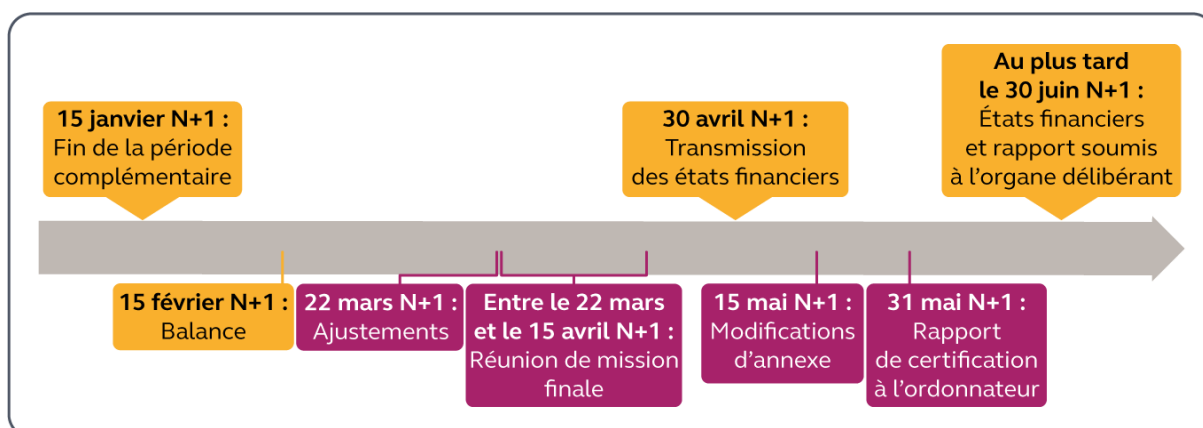 15 janvier N+1 :
Fin de la période
complémentaire
30 avril N+1 :
Transmission
des états financiers
Au plus tard
le 30 juin N+1 :
États financiers
et rapport soumis
à l’organe délibérant
15 février N+1 :
Balance
22 mars N+1 :
Ajustements
Entre le 22 mars
et le 15 avril N+1 :
Réunion de mission
finale
15 mai N+1 :
Modifications
d’annexe
31 mai N+1 :
Rapport
de certification
à l’ordonnateur